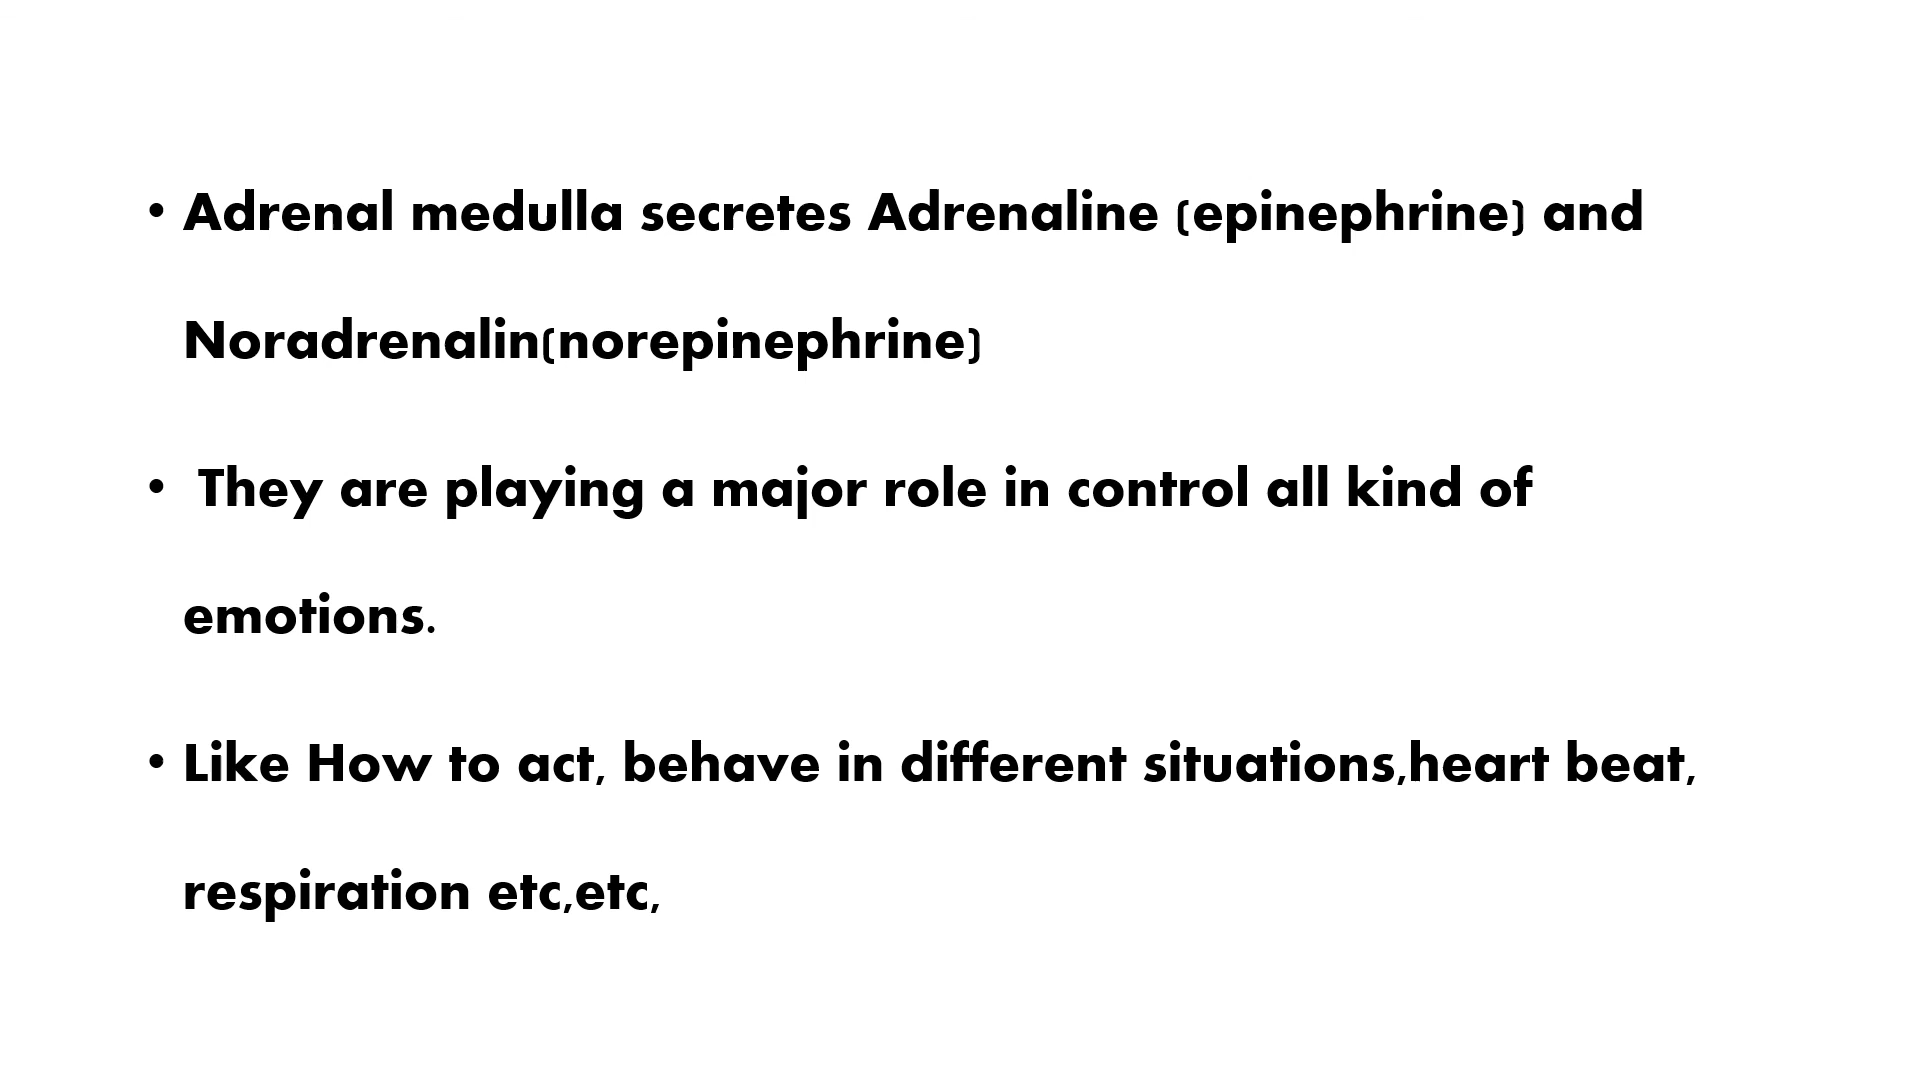 • Adrenal medulla secretes Adrenaline (epinephrine) and
Noradrenalin(norepinephrine)
• They are playing a major role in control all kind of
emotions.
• Like How to act, behave in different situations,heart beat,
respiration etc,etc,